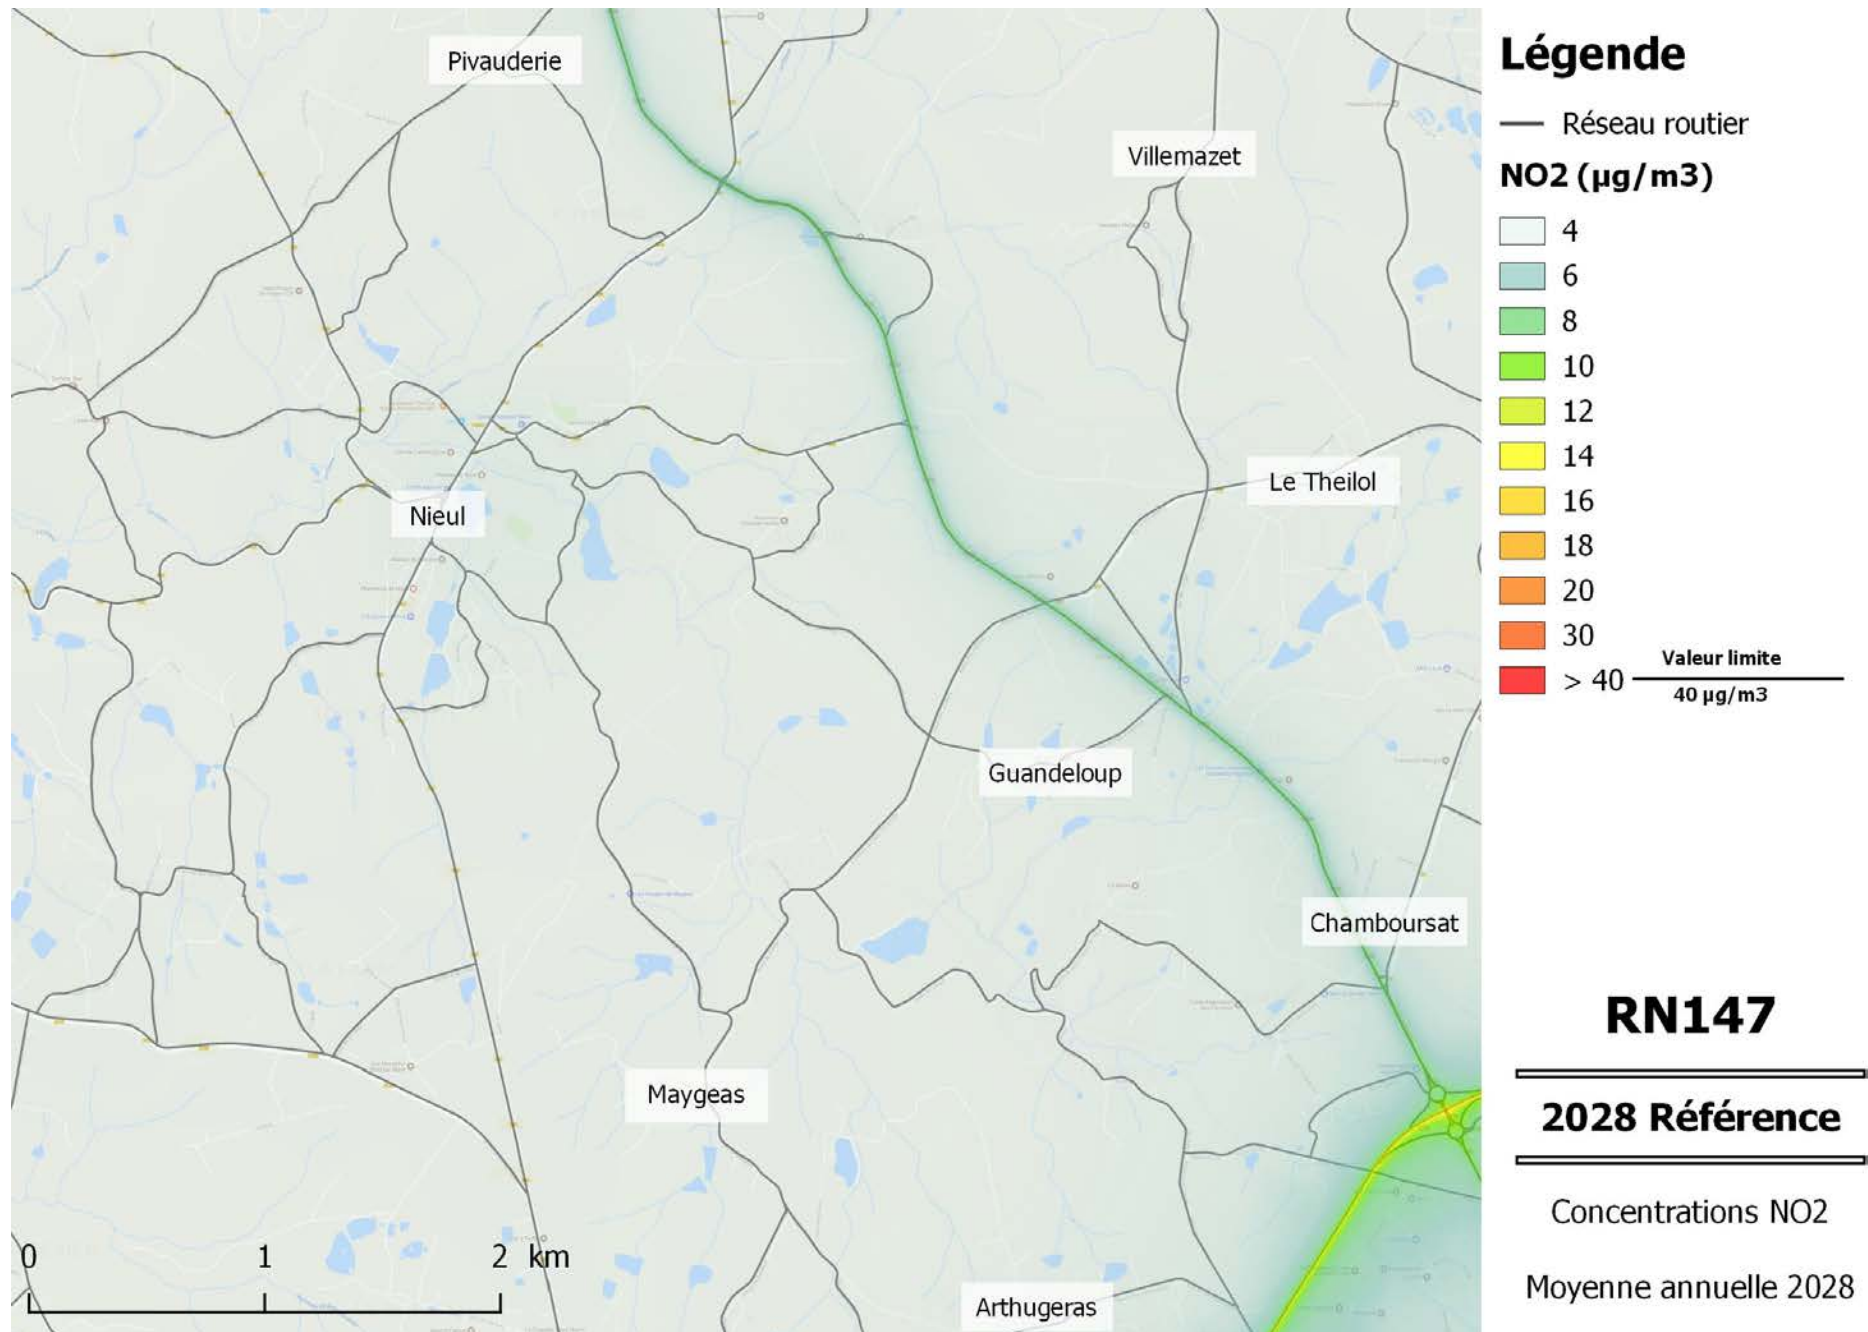 Pivauderie
Villemazet
Le Theilol
Nieul
Guandeloup
Chamboursat
Maygeas
Arthugeras
0 1 2 km
Légende
Réseau routier
NO2 (µg/m3)
4
6
8
10
12
14
16
18
20
30
> 40
Valeur limite
40 µg/m3
RN147
2028 Référence
Concentrations NO2
Moyenne annuelle 2028